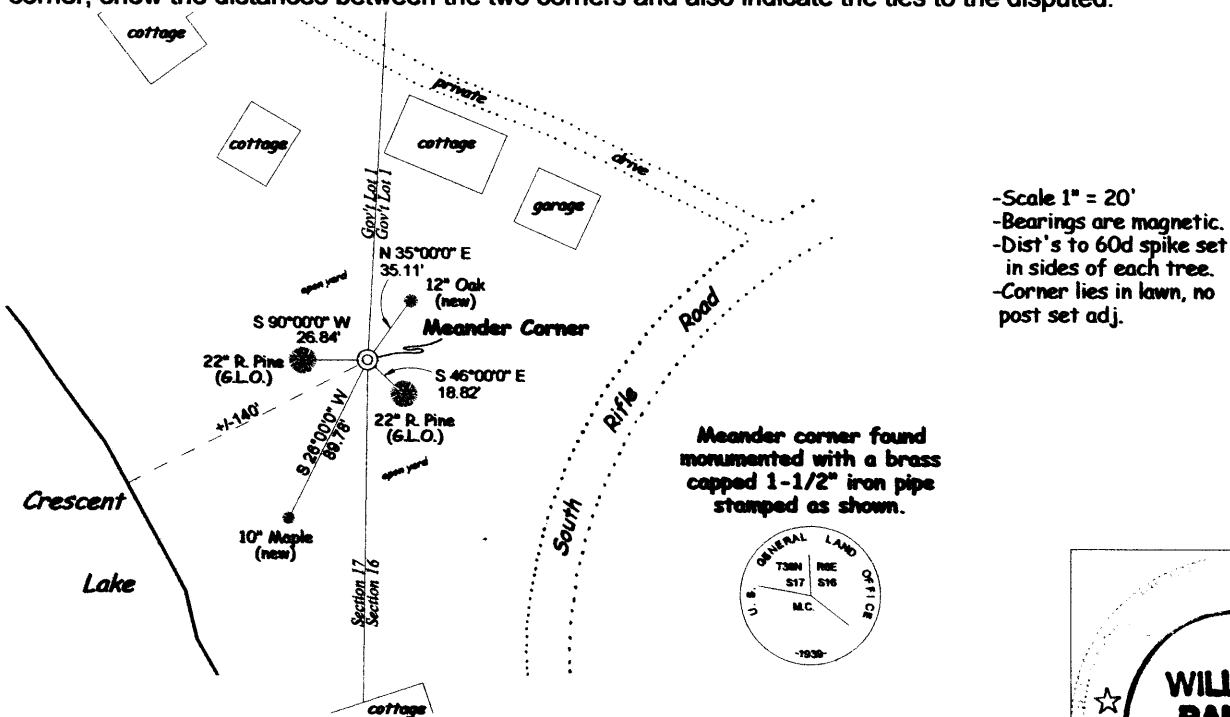 corner, show the distances between the two corners and also indicate the ties to the disputed.
cottage
private
cottage
cottage
drive
garage
Gov't Lot 1
Gov't Lot 1
-Scale 1" = 20'
-Bearings are magnetic.
-Dist's to 60d spike set
in sides of each tree.
-Corner lies in lawn, no
post set adj.
N 35°00'0" E
35.11'
12" Oak
(new)
open yard
S 90°00'0" W
26.84'
Meander Corner
Road
22" R. Pine
(G.L.O.)
S 46°00'0" E
18.82'
22" R. Pine
(G.L.O.)
+/-140'
S 26°00'0" W
open yard
Rifle
Meander corner found
monumented with a brass
capped 1-1/2" iron pipe
stamped as shown.
Crescent
10" Maple
(new)
South
Lake
Section 17
Section 16
U.S. GENERAL LAND OFFICE
R6E
S17 S16
M.C.
-1939-
cottage
WILL